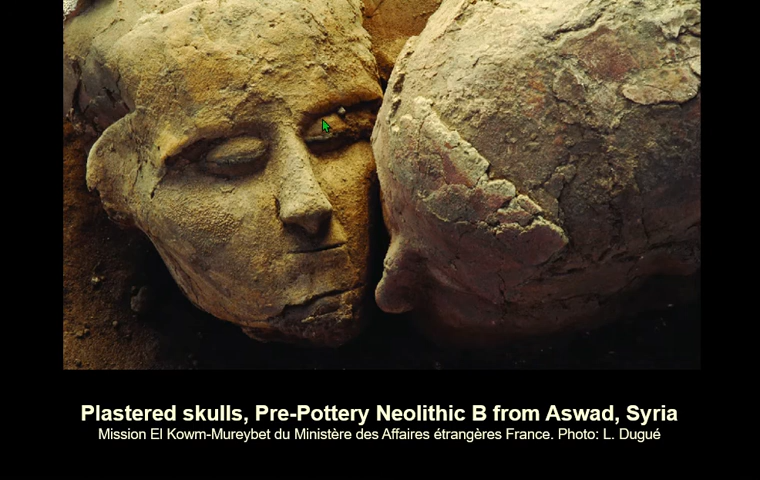 Plastered skulls, Pre-Pottery Neolithic B from Aswad, Syria
Mission El Kowm-Mureybet du Ministère des Affaires étrangères France. Photo: L. Dugué